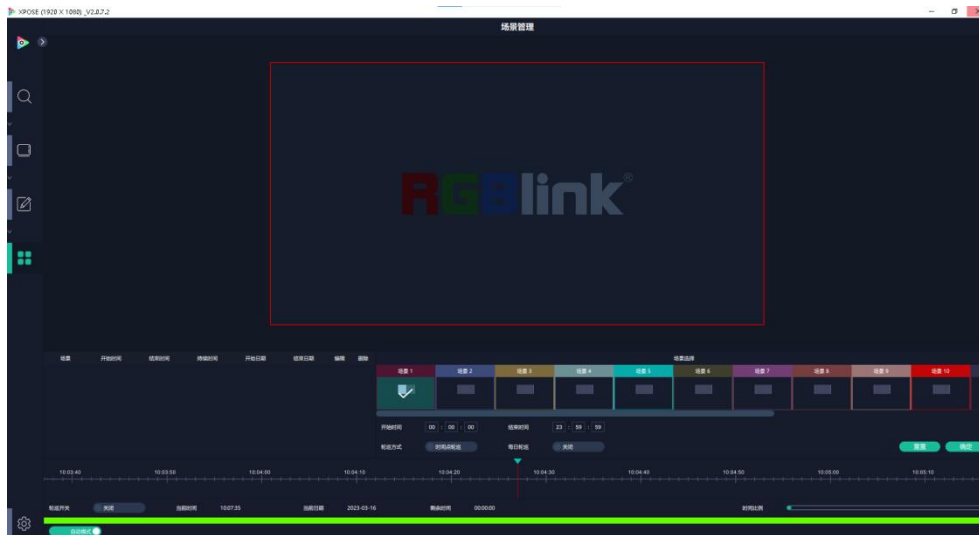 XPOSE (1920 X 1080) _V2.0.7.2
场景管理
RGBlink®
场景 开始时间 结束时间 持续时间 开始日期 结束日期 编辑 删除
场景选择
场景 1 场景 2 场景 3 场景 4 场景 5 场景 6 场景 7 场景 8 场景 9 场景 10
开始时间 00 : 00 : 00 结束时间 23 : 59 : 59
轮巡方式 时间点轮巡 每日轮巡 关闭 重置 确定
10:03:40 10:03:50 10:04:00 10:04:10 10:04:20 10:04:30 10:04:40 10:04:50 10:05:00 10:05:10
轮巡开关 关闭 当前时间 10:07:35 当前日期 2023-03-16 剩余时间 00:00:00 时间比例
自动模式